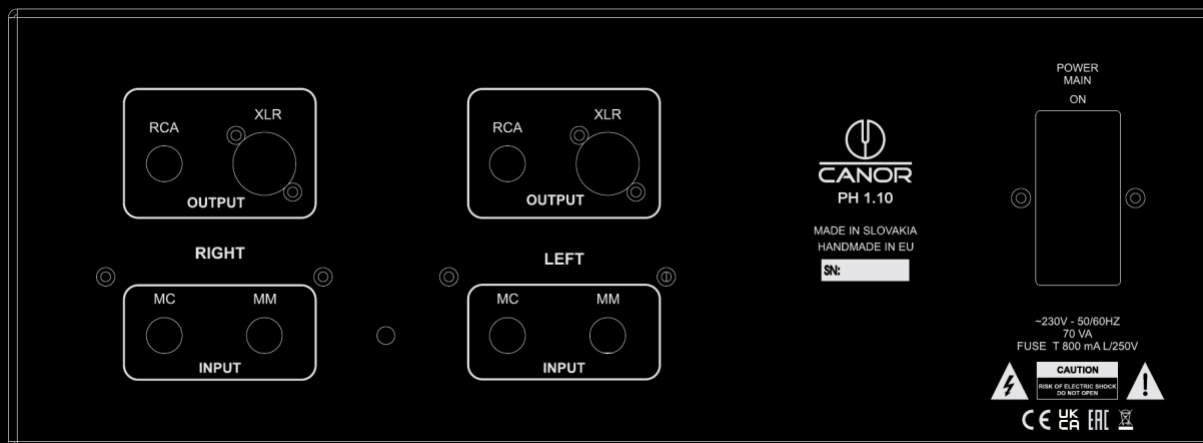 RCA
XLR
OUTPUT
RIGHT
MC
MM
INPUT
RCA
XLR
OUTPUT
LEFT
MC
MM
INPUT
CANOR
PH 1.10
MADE IN SLOVAKIA
HANDMADE IN EU
SN:
POWER
MAIN
ON
~230V - 50/60HZ
70 VA
FUSE T 800 mA L/250V
CAUTION
RISK OF ELECTRIC SHOCK
DO NOT OPEN
CE UK CA EAC